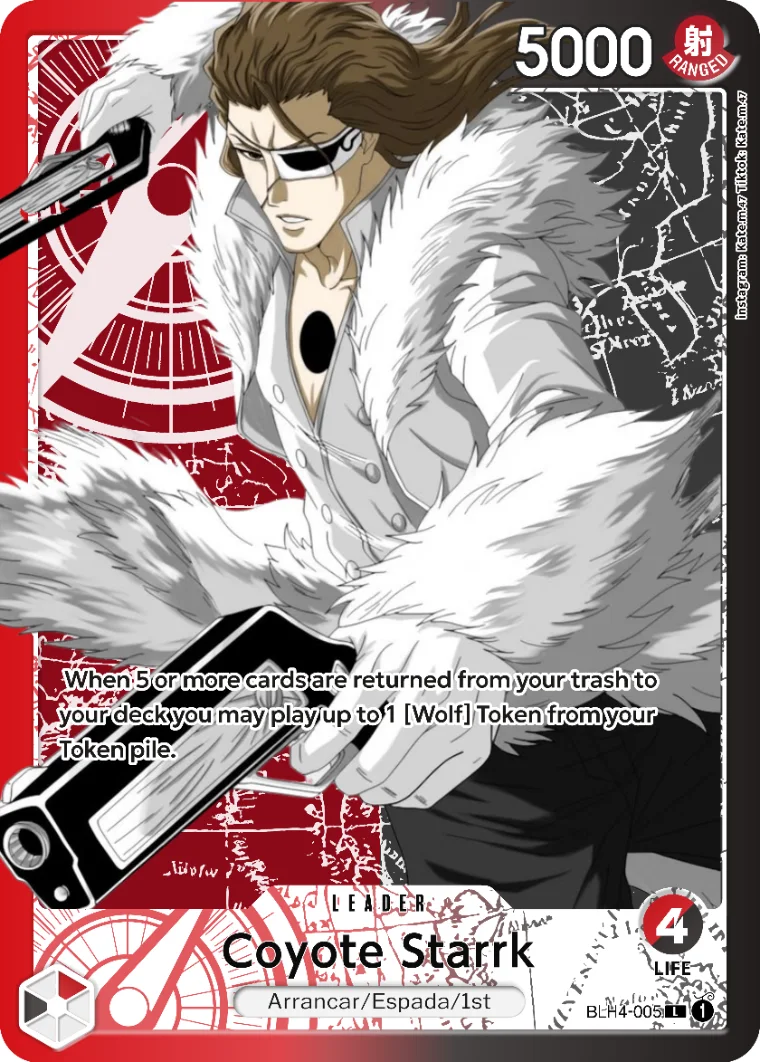 5000
射
RANGED
Instagram: Kate.m.47 Tiktok: Kate.m.47
When 5 or more cards are returned from your trash to
your deck you may play up to 1 [Wolf] Token from your
Token pile.
LEADER
Coyote Starrk
4
LIFE
Arrancar/Espada/1st
BLH4-005 L 1